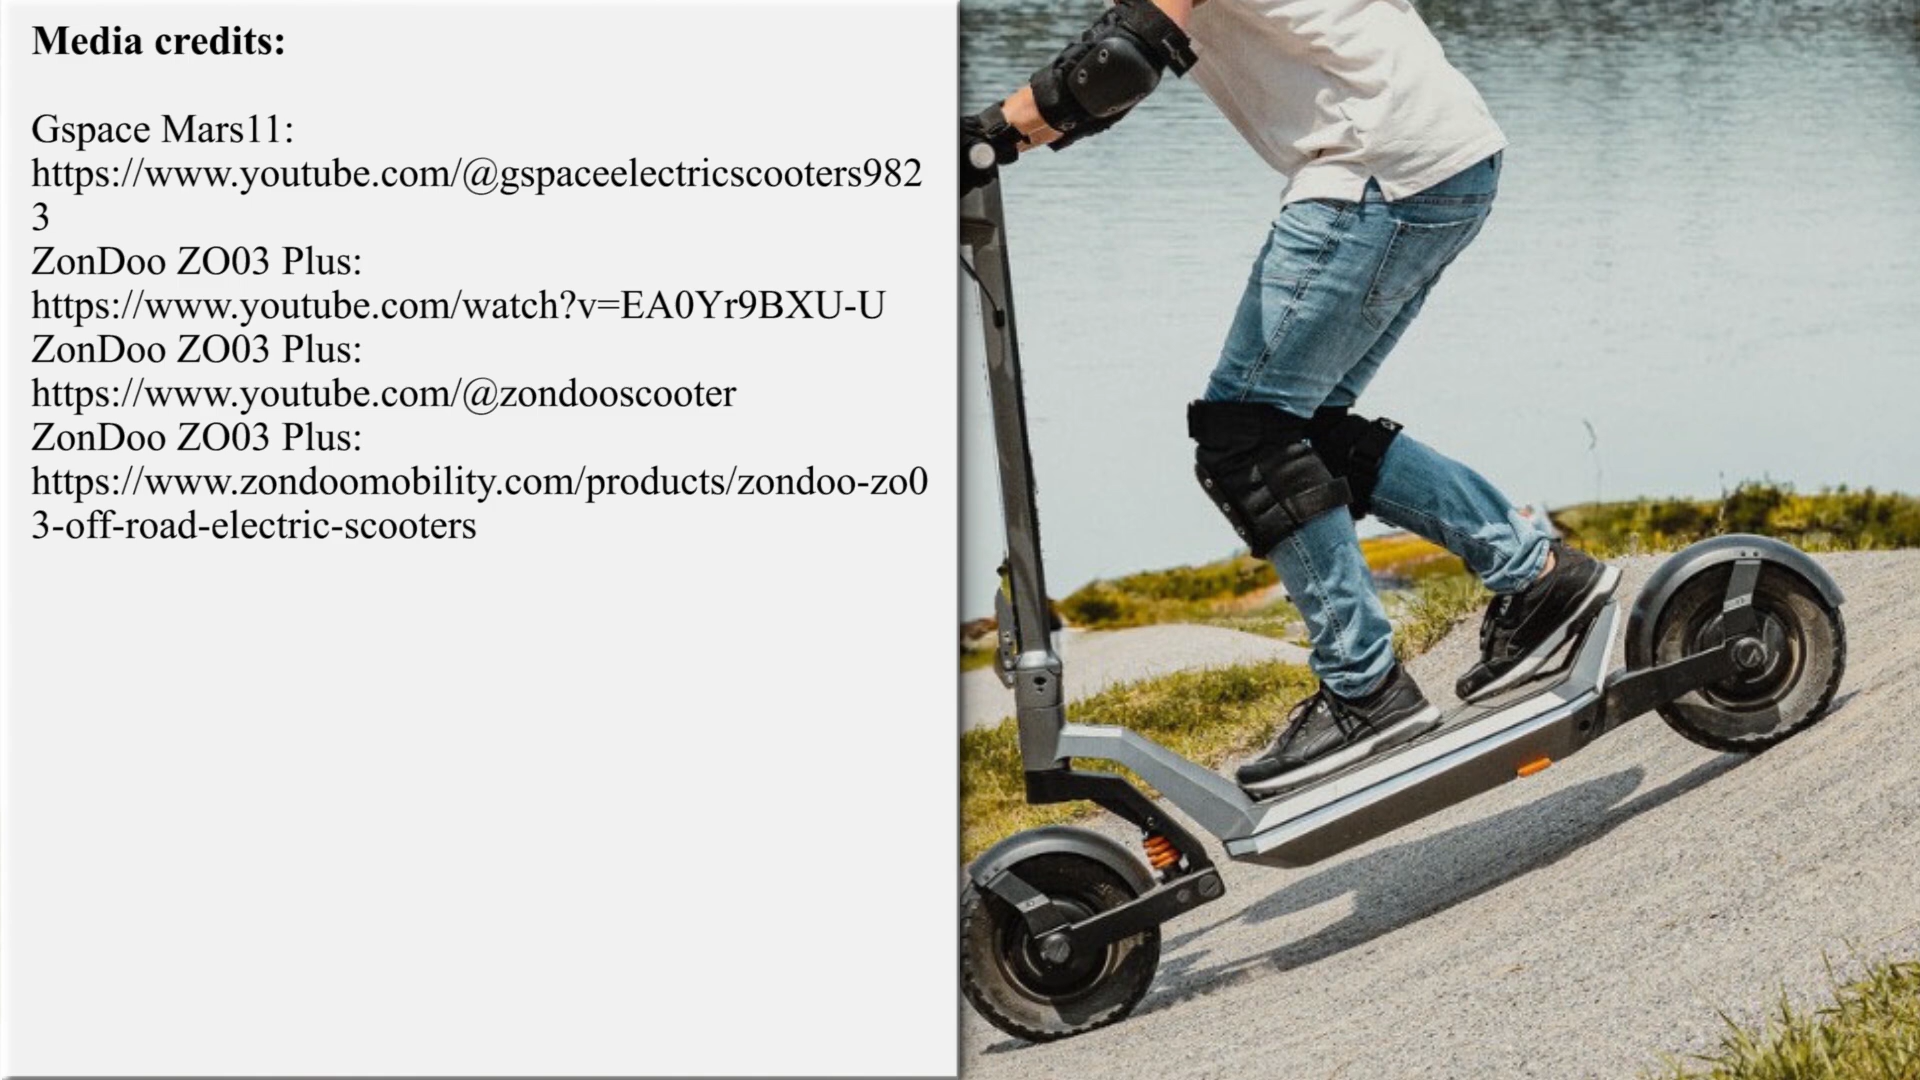 Media credits:
Gspace Mars11:
https://www.youtube.com/@gspaceelectricscooters982
3
ZonDoo ZO03 Plus:
https://www.youtube.com/watch?v=EA0Yr9BXU-U
ZonDoo ZO03 Plus:
https://www.youtube.com/@zondooscooter
ZonDoo ZO03 Plus:
https://www.zondoomobility.com/products/zondoo-zo0
3-off-road-electric-scooters